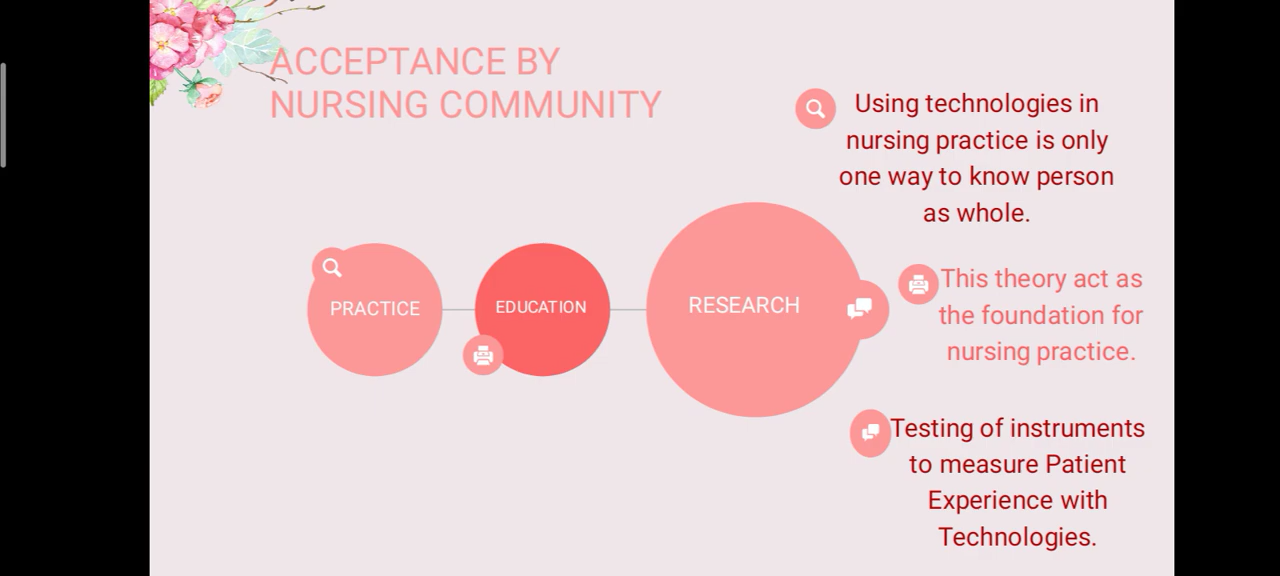 ACCEPTANCE BY
NURSING COMMUNITY
PRACTICE
EDUCATION
RESEARCH
Using technologies in
nursing practice is only
one way to know person
as whole.
This theory act as
the foundation for
nursing practice.
Testing of instruments
to measure Patient
Experience with
Technologies.